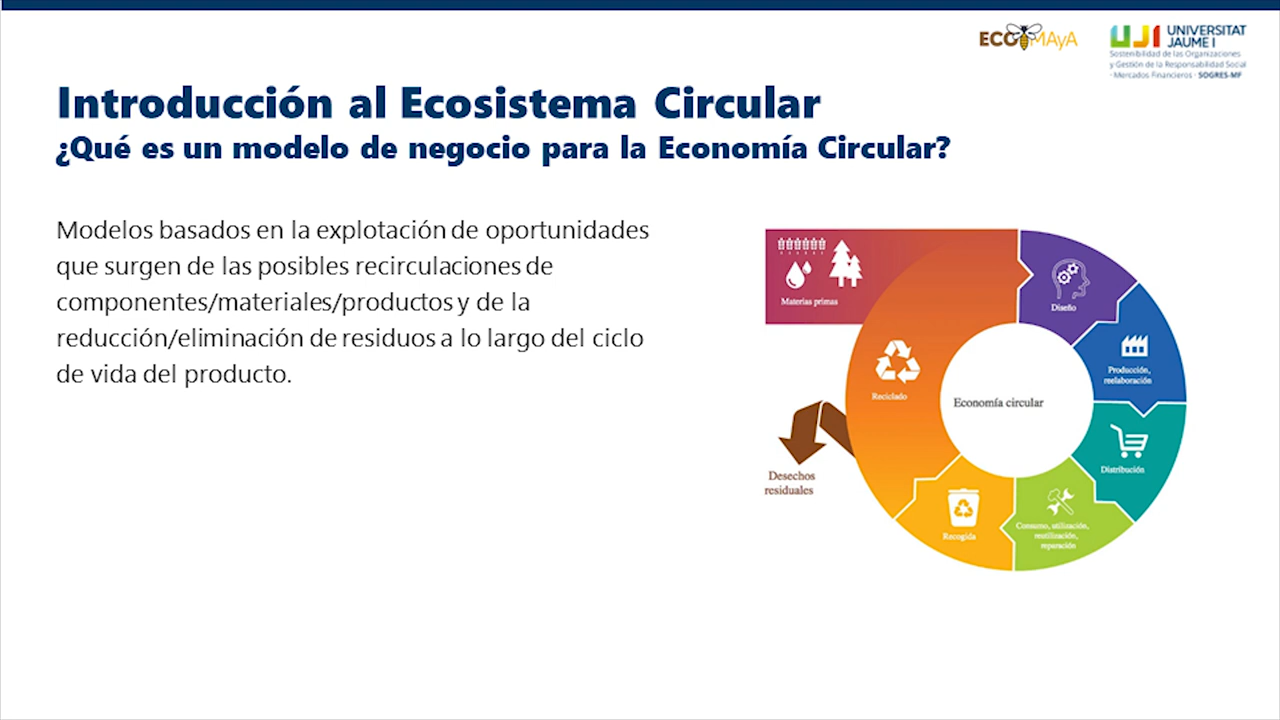 ECOMAyA
UNIVERSITAT
JAUME I
Sostenibilidad de las Organizaciones
y Gestión de la Responsabilidad Social
- Mercados Financieros - SOGRES-MF
Introducción al Ecosistema Circular
¿Qué es un modelo de negocio para la Economía Circular?
Modelos basados en la explotación de oportunidades
que surgen de las posibles recirculaciones de
componentes/materiales/productos y de la
reducción/eliminación de residuos a lo largo del ciclo
de vida del producto.
Materias primas
Diseño
Producción,
reelaboración
Distribución
Consumo, utilización,
reutilización,
reparación
Recogida
Reciclado
Economía circular
Desechos
residuales